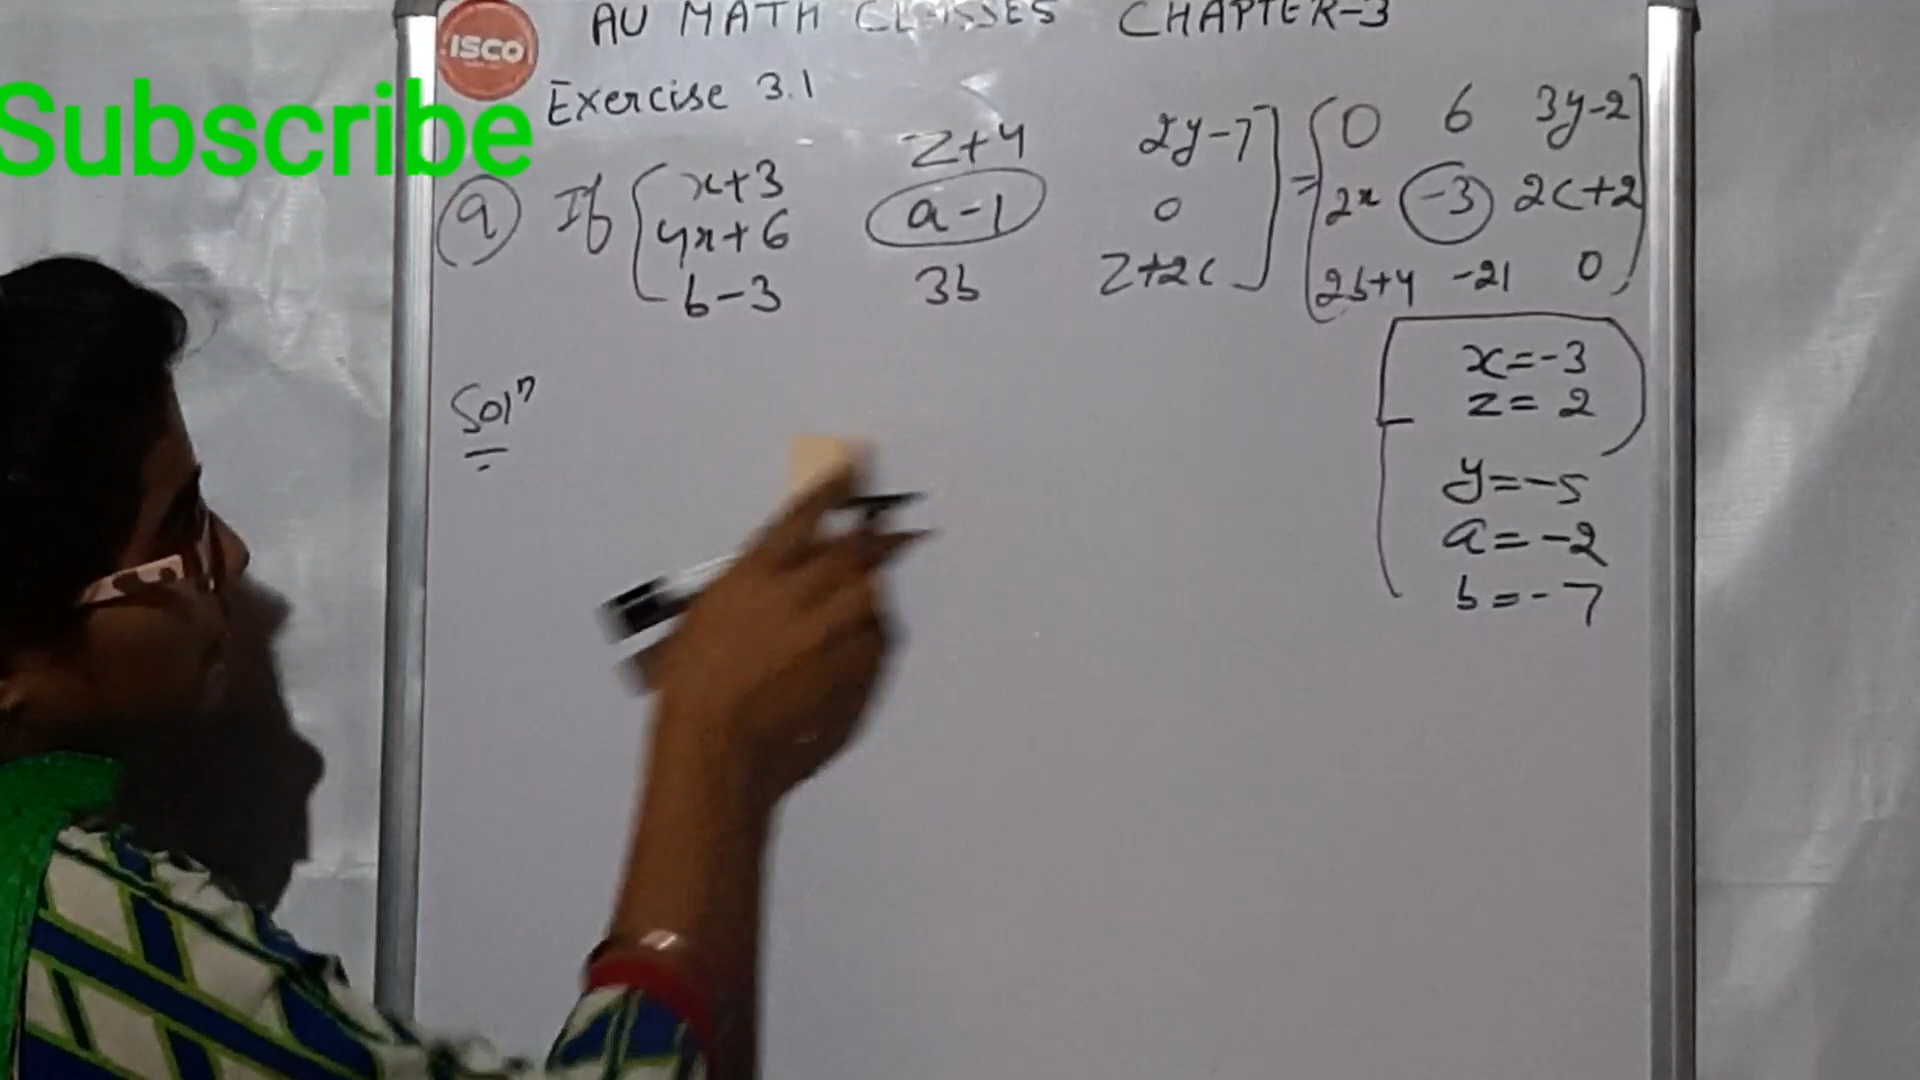 AU MATH CLASSES CHAPTER-3
ISCO
Subscribe
Exercise 3.1
9 If [x+3 z+4 2y-7] = [0 6 3y-2]
4x+6 a-1 0 2x -3 2c+2
b-3 3b z+2c 2b+4 -21 0
x=-3
z=2
y=-5
a=-2
b=-7
Solⁿ